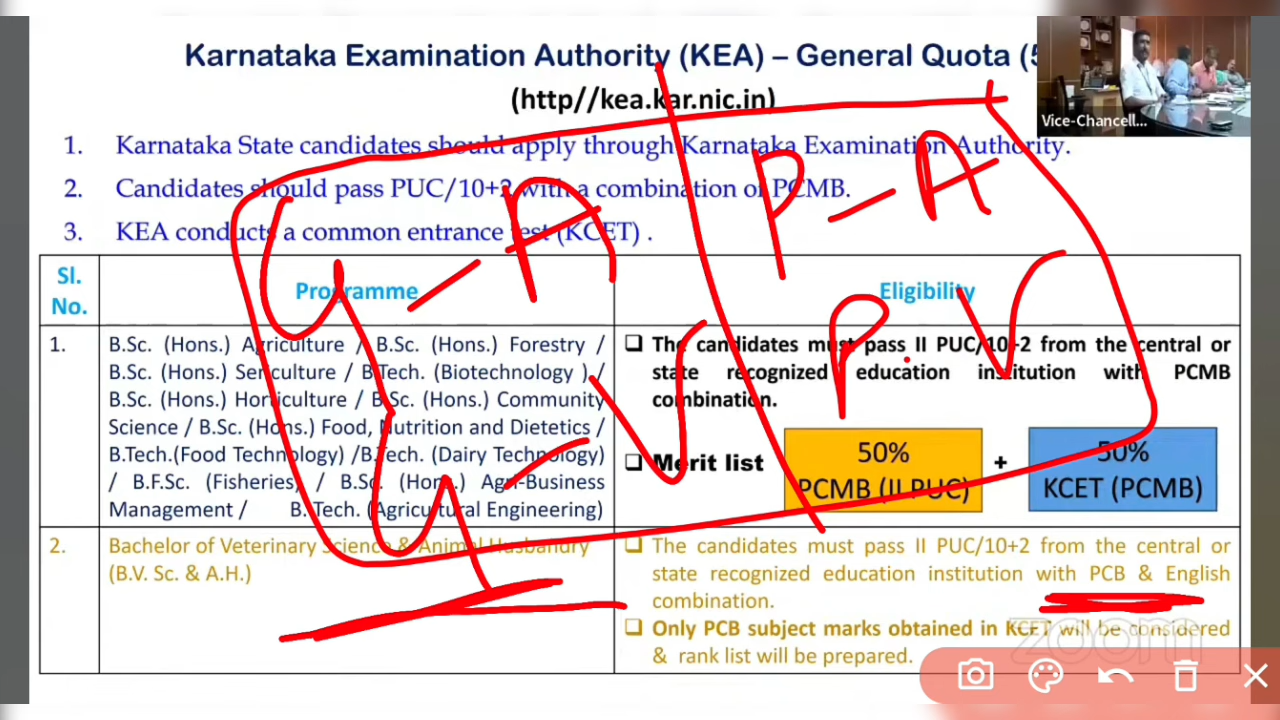 Karnataka Examination Authority (KEA) – General Quota (5
(http//kea.kar.nic.in)
Vice-Chancell...
1. Karnataka State candidates should apply through Karnataka Examination Authority.
2. Candidates should pass PUC/10+2 with a combination of PCMB.
3. KEA conducts a common entrance test (KCET) .
Sl. No. Programme Eligibility
1. B.Sc. (Hons.) Agriculture / B.Sc. (Hons.) Forestry /
B.Sc. (Hons.) Sericulture / B.Tech. (Biotechnology ) /
B.Sc. (Hons.) Horticulture / B.Sc. (Hons.) Community
Science / B.Sc. (Hons.) Food, Nutrition and Dietetics /
B.Tech.(Food Technology) /B.Tech. (Dairy Technology)
/ B.F.Sc. (Fisheries) / B.Sc. (Hons.) Agri-Business
Management / B. Tech. (Agricultural Engineering)
❑ The candidates must pass II PUC/10+2 from the central or
state recognized education institution with PCMB
combination.
❑ Merit list
50%
PCMB (II PUC)
+
50%
KCET (PCMB)
2. Bachelor of Veterinary Science & Animal Husbandry
(B.V. Sc. & A.H.)
❑ The candidates must pass II PUC/10+2 from the central or
state recognized education institution with PCB & English
combination.
❑ Only PCB subject marks obtained in KCET will be considered
& rank list will be prepared.
G – A
P – A
P V
zoom